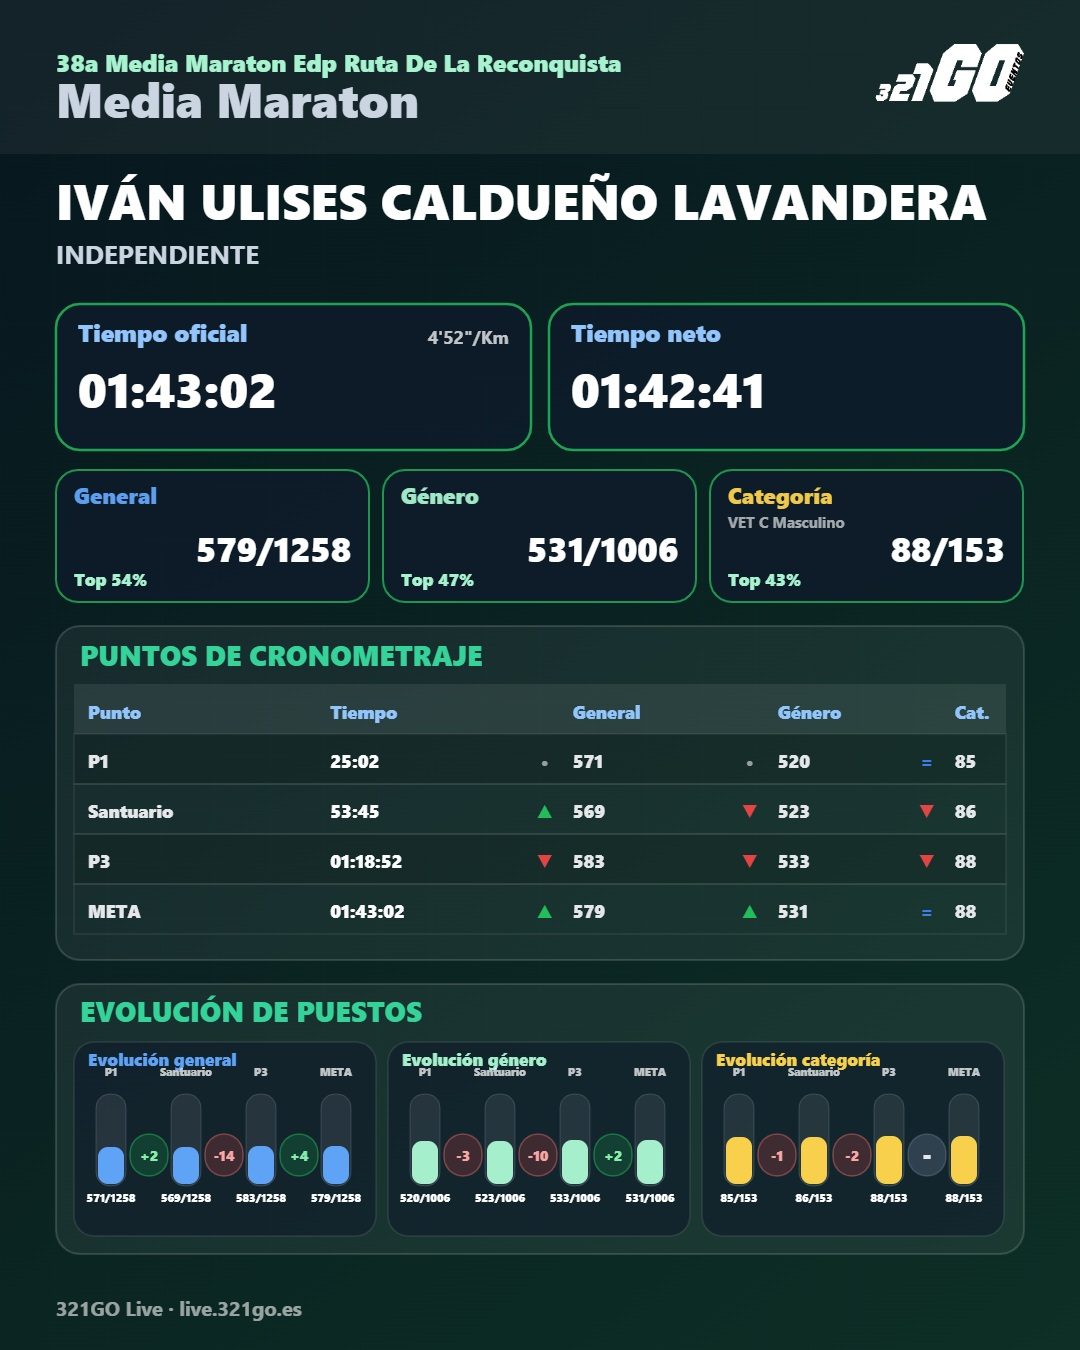 38a Media Maraton Edp Ruta De La Reconquista
Media Maraton
321GO EVENTOS
IVÁN ULISES CALDUEÑO LAVANDERA
INDEPENDIENTE
Tiempo oficial 4'52"/Km
01:43:02
Tiempo neto
01:42:41
General
579/1258
Top 54%
Género
531/1006
Top 47%
Categoría
VET C Masculino
88/153
Top 43%
PUNTOS DE CRONOMETRAJE
Punto Tiempo General Género Cat.
P1 25:02 • 571 • 520 = 85
Santuario 53:45 ▲ 569 ▼ 523 ▼ 86
P3 01:18:52 ▼ 583 ▼ 533 ▼ 88
META 01:43:02 ▲ 579 ▲ 531 = 88
EVOLUCIÓN DE PUESTOS
Evolución general
P1 Santuario P3 META
+2 -14 +4
571/1258 569/1258 583/1258 579/1258
Evolución género
P1 Santuario P3 META
-3 -10 +2
520/1006 523/1006 533/1006 531/1006
Evolución categoría
P1 Santuario P3 META
-1 -2 -
85/153 86/153 88/153 88/153
321GO Live · live.321go.es